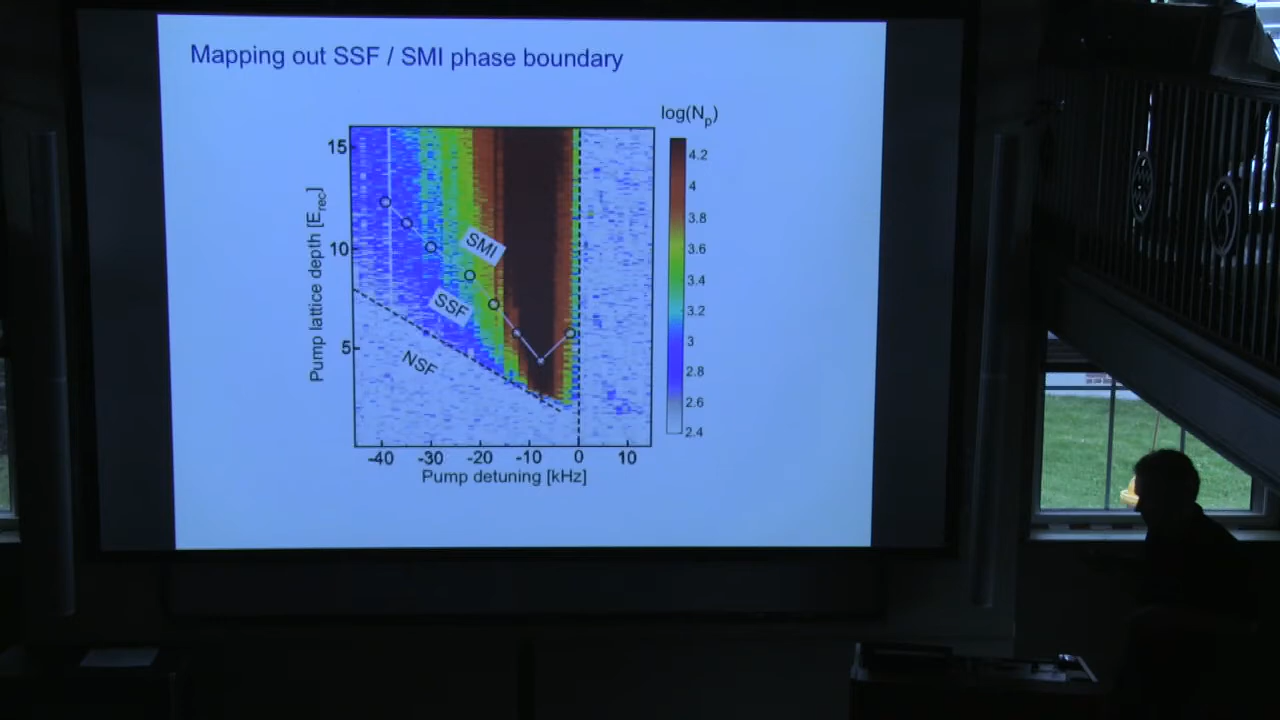 Mapping out SSF / SMI phase boundary
log(Nₚ)
15
10
5
Pump lattice depth [E_rec]
SMI
SSF
NSF
4.2
4
3.8
3.6
3.4
3.2
3
2.8
2.6
2.4
-40 -30 -20 -10 0 10
Pump detuning [kHz]